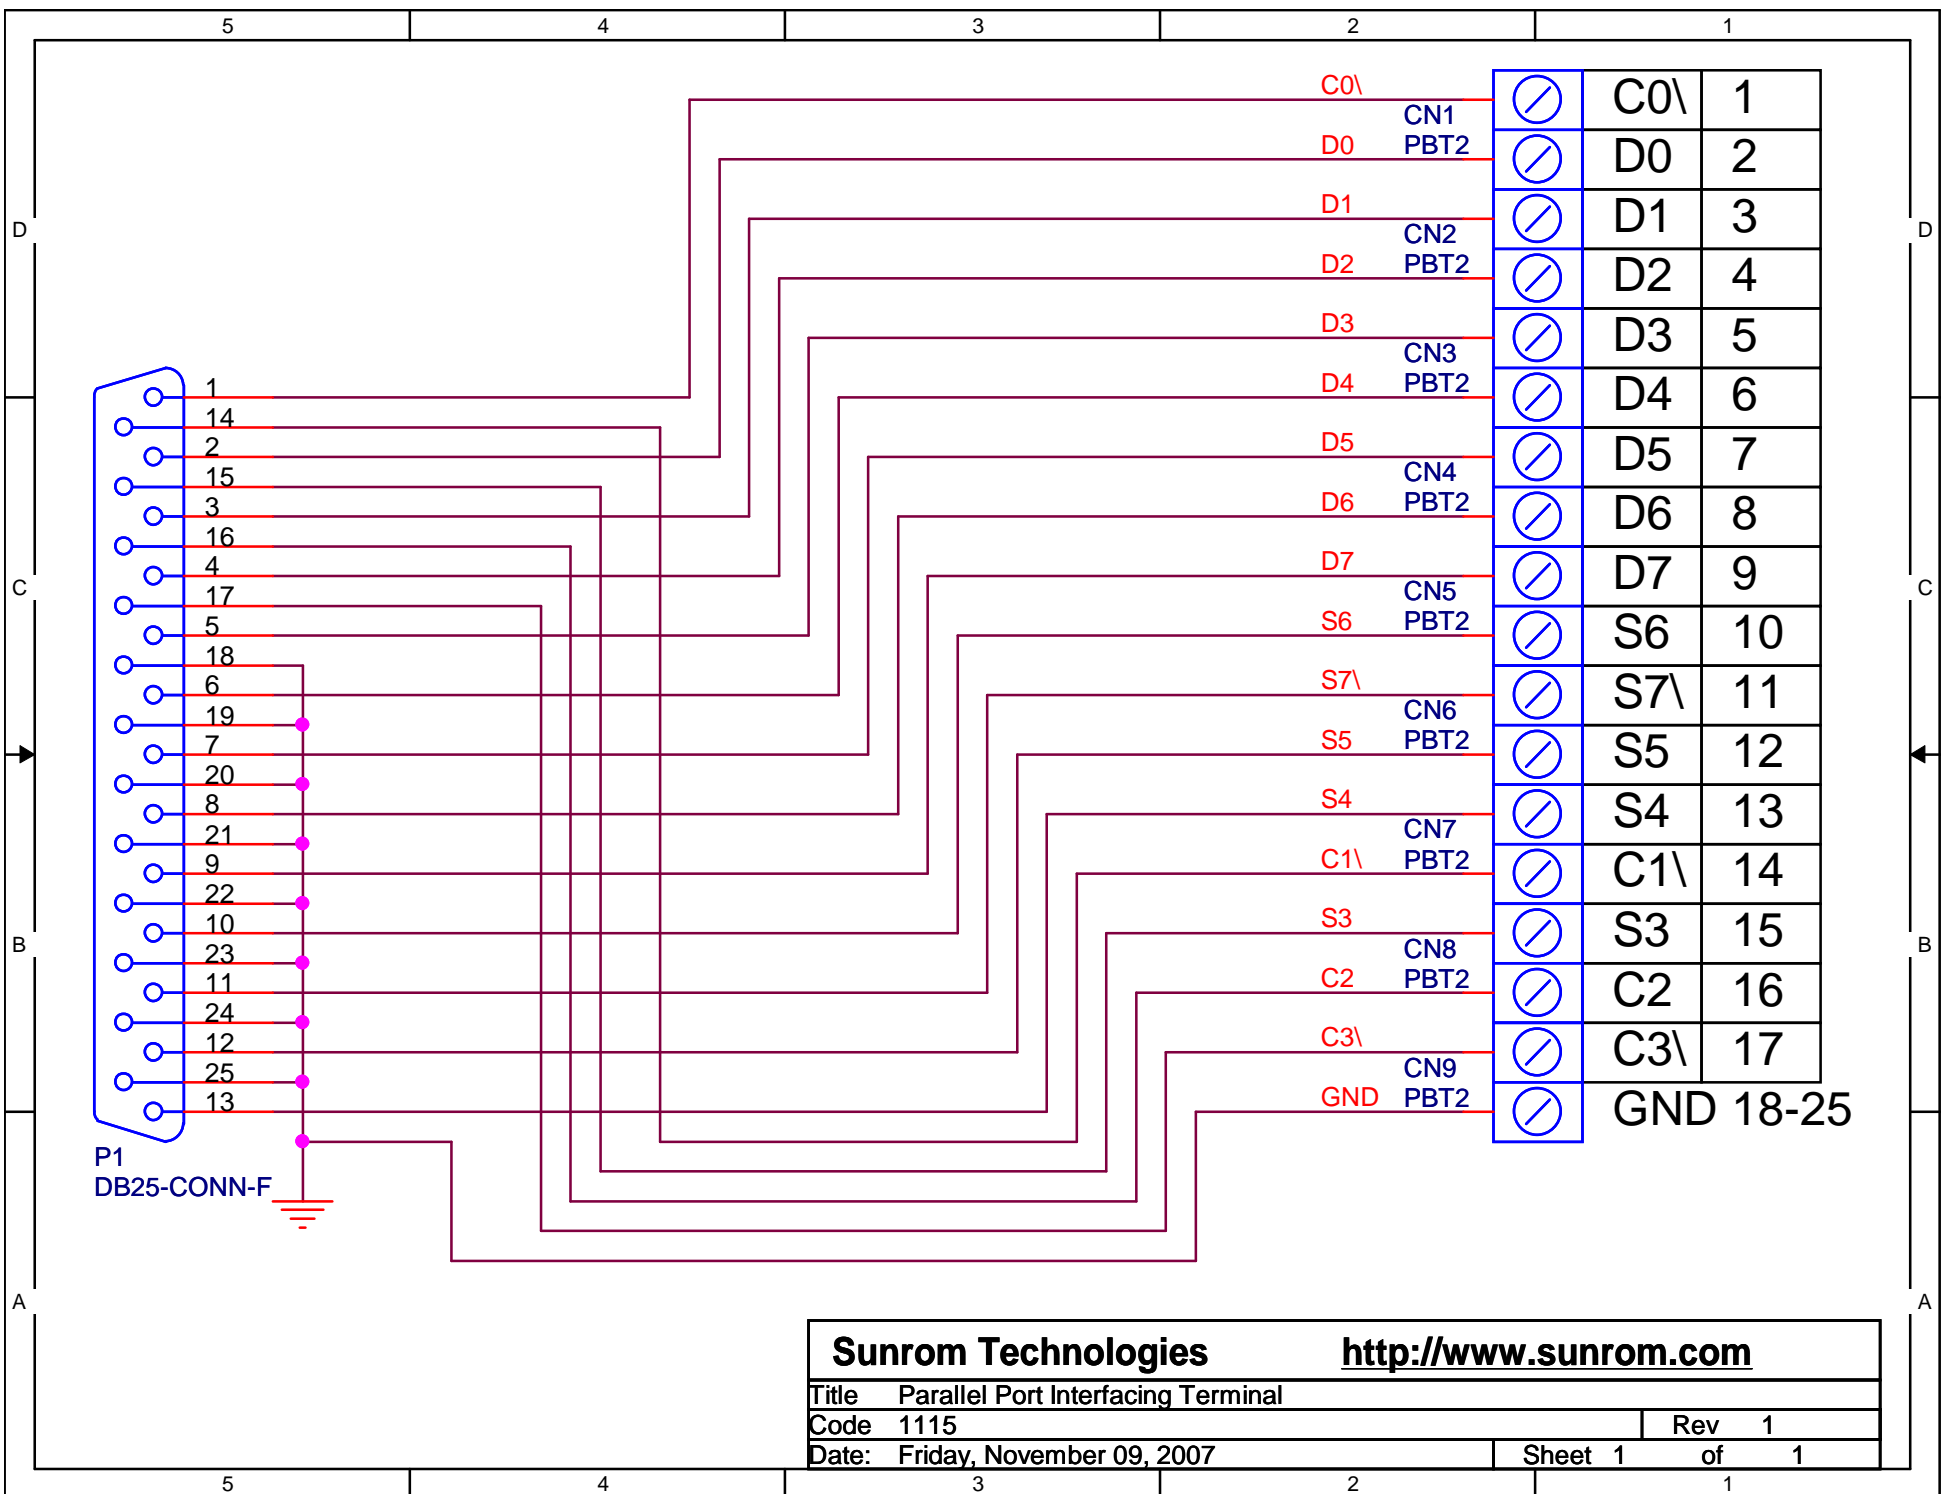 5 4 3 2 1
C0\ C0\ 1
CN1
D0 PBT2 D0 2
D1 D1 3
D D
CN2
D2 PBT2 D2 4
D3 D3 5
CN3
D4 PBT2 D4 6
1
14
D5 D5 7
2
CN4
15
D6 PBT2 D6 8
3
16
D7 D7 9
4
C CN5 C
17
S6 PBT2 S6 10
5
18
S7\ S7\ 11
6
CN6
19
S5 PBT2 S5 12
7
20
S4 S4 13
8
CN7
21
C1\ PBT2 C1\ 14
9
22
S3 S3 15
10
B CN8 B
23
C2 PBT2 C2 16
11
24
C3\ C3\ 17
12
CN9
25
GND PBT2 GND 18-25
13
P1
DB25-CONN-F
A A
Sunrom Technologies http://www.sunrom.com
Title Parallel Port Interfacing Terminal
Code 1115 Rev 1
Date: Friday, November 09, 2007 Sheet 1 of 1
5 4 3 2 1